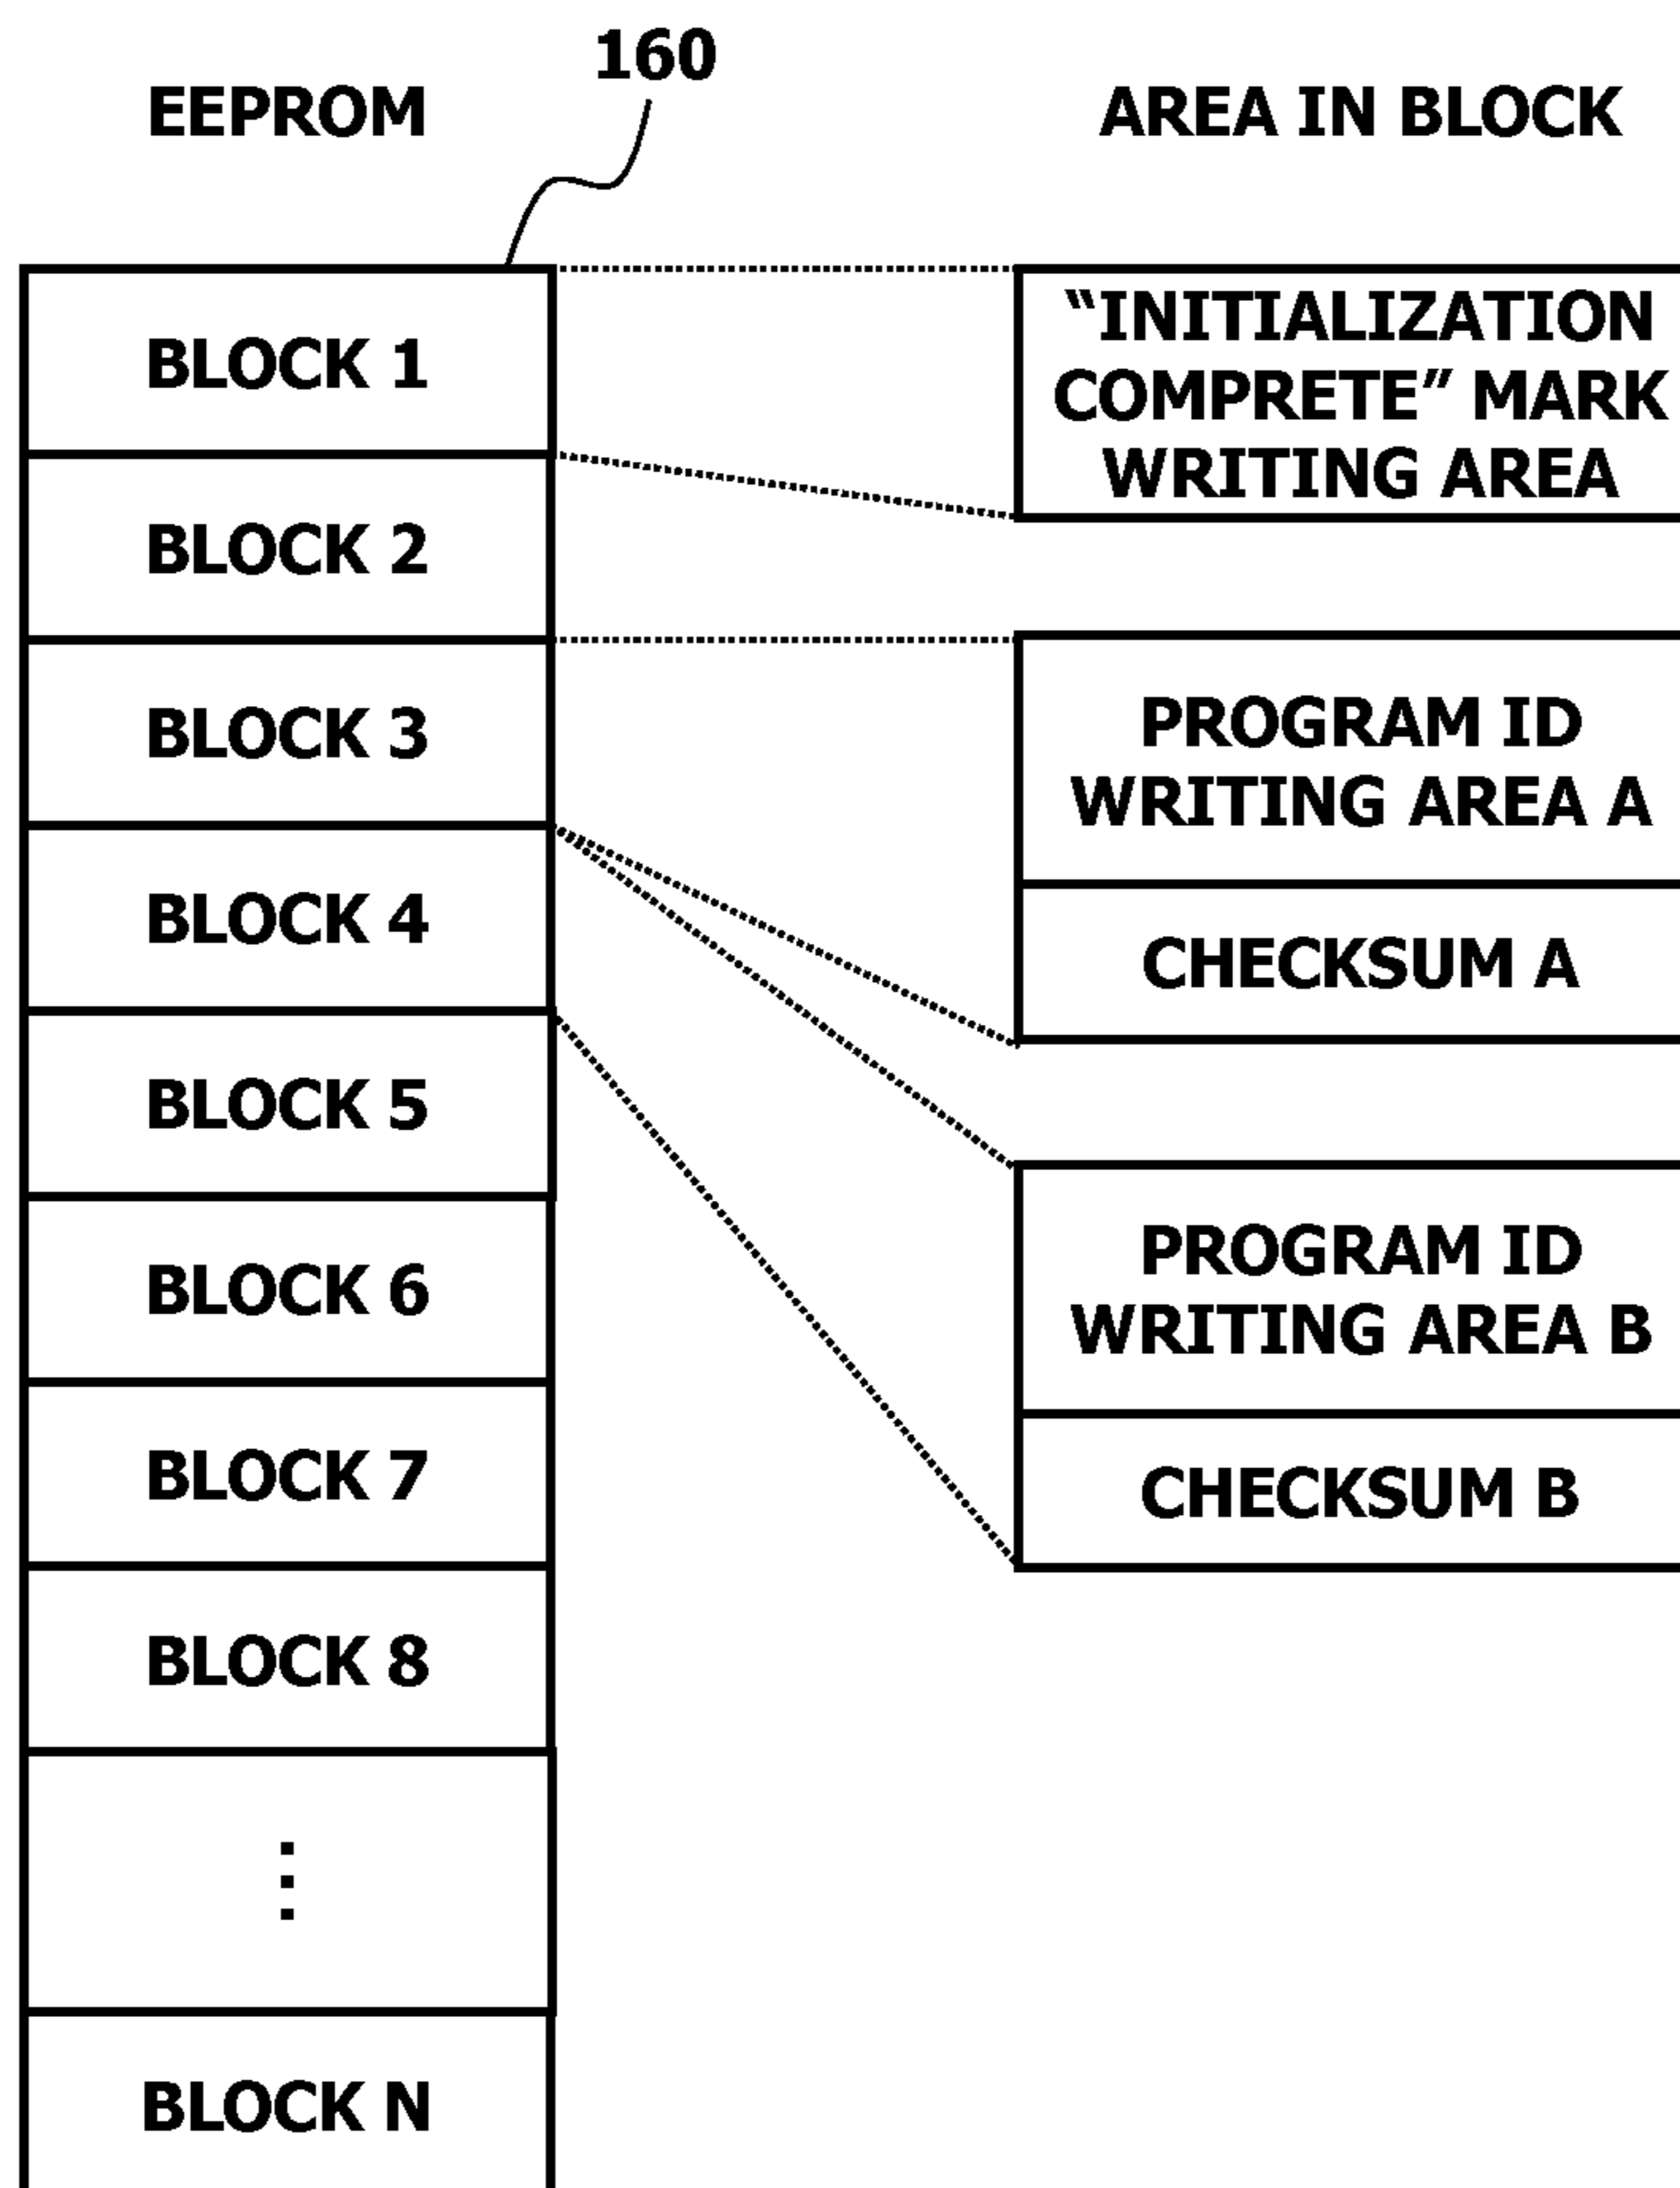 160
EEPROM
AREA IN BLOCK
BLOCK 1
BLOCK 2
BLOCK 3
BLOCK 4
BLOCK 5
BLOCK 6
BLOCK 7
BLOCK 8
⋮
BLOCK N
“INITIALIZATION
COMPRETE” MARK
WRITING AREA
PROGRAM ID
WRITING AREA A
CHECKSUM A
PROGRAM ID
WRITING AREA B
CHECKSUM B